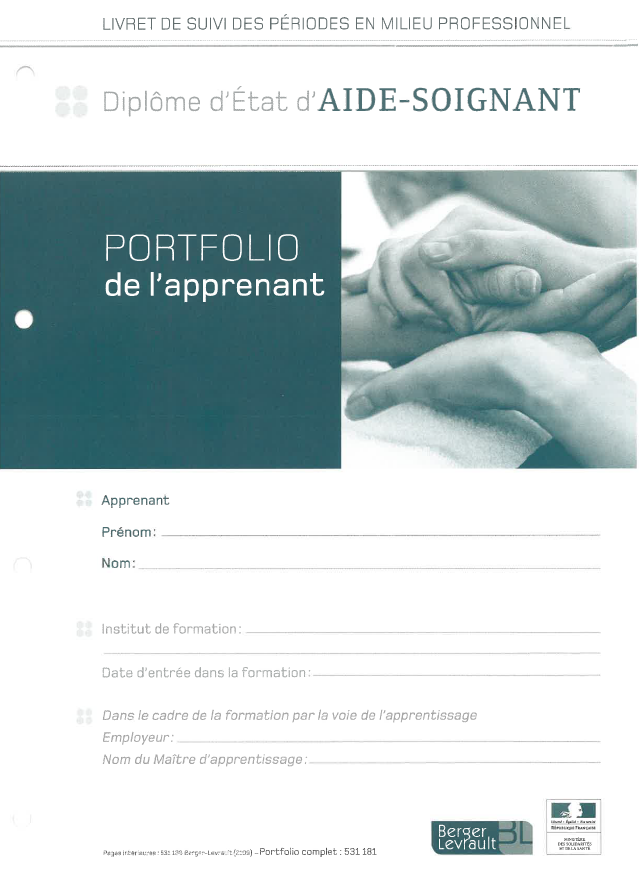 LIVRET DE SUIVI DES PÉRIODES EN MILIEU PROFESSIONNEL
Diplôme d'État d'AIDE-SOIGNANT
PORTFOLIO
de l'apprenant
Apprenant
Prénom:
Nom:
Institut de formation:
Date d'entrée dans la formation:
Dans le cadre de la formation par la voie de l'apprentissage
Employeur:
Nom du Maître d'apprentissage:
Berger
Levrault
BL
Liberté • Égalité • Fraternité
RÉPUBLIQUE FRANÇAISE
MINISTÈRE
DES SOLIDARITÉS
ET DE LA SANTÉ
Pages intérieures : Berger-Levrault – Portfolio complet : 531 181